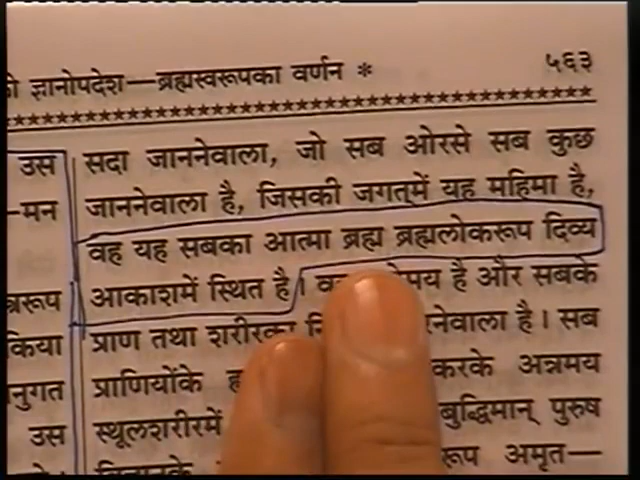 ज्ञानोपदेश—ब्रह्मस्वरूपका वर्णन * ५६३
उस
—मन
त्ररूप
किया
नुगत
उस
सदा जाननेवाला, जो सब ओरसे सब कुछ
जाननेवाला है, जिसकी जगत्‌में यह महिमा है,
वह यह सबका आत्मा ब्रह्म ब्रह्मलोकरूप दिव्य
आकाशमें स्थित है। है और सबके
प्राण तथा शरीरका है। सब
प्राणियोंके करके अन्नमय
स्थूलशरीरमें बुद्धिमान् पुरुष
अमृत—